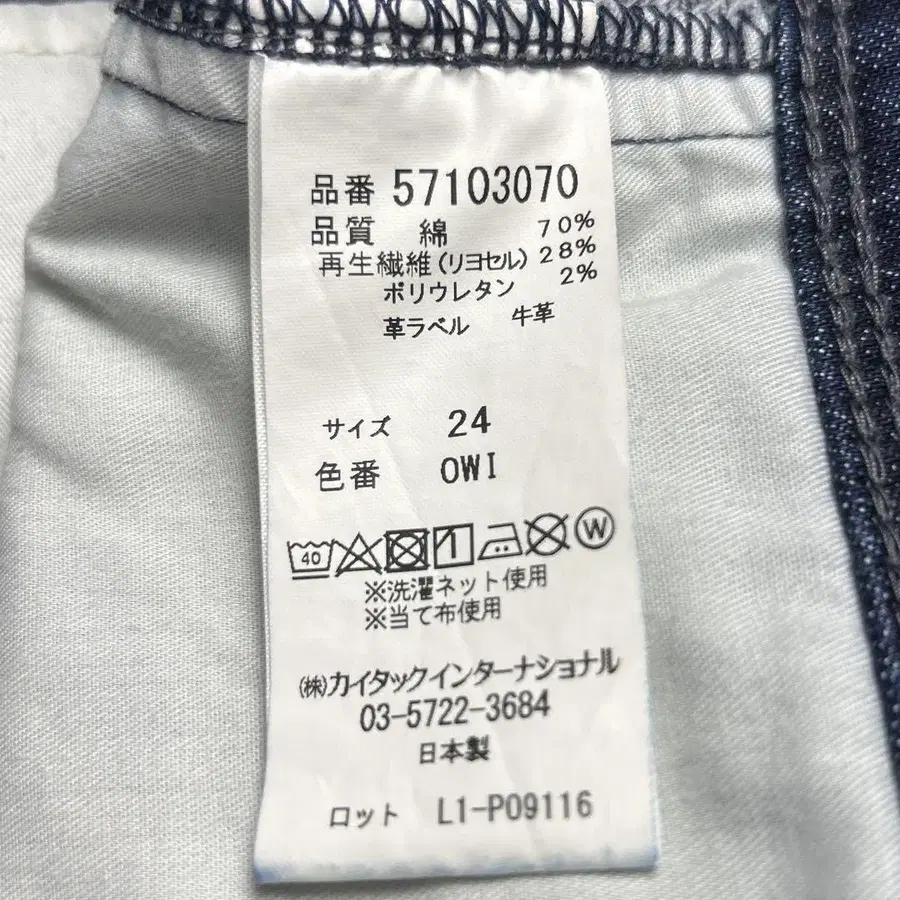 品番 57103070
品質 綿 70%
再生繊維(リヨセル) 28%
ポリウレタン 2%
革ラベル 牛革
サイズ 24
色番 OWI
40 W
※洗濯ネット使用
※当て布使用
(株)カイタックインターナショナル
03-5722-3684
日本製
ロット L1-P09116